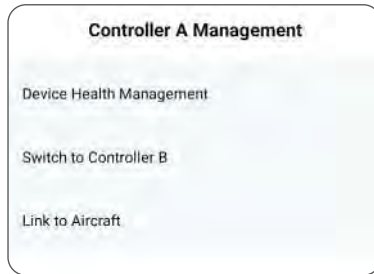 Controller A Management
Device Health Management
Switch to Controller B
Link to Aircraft